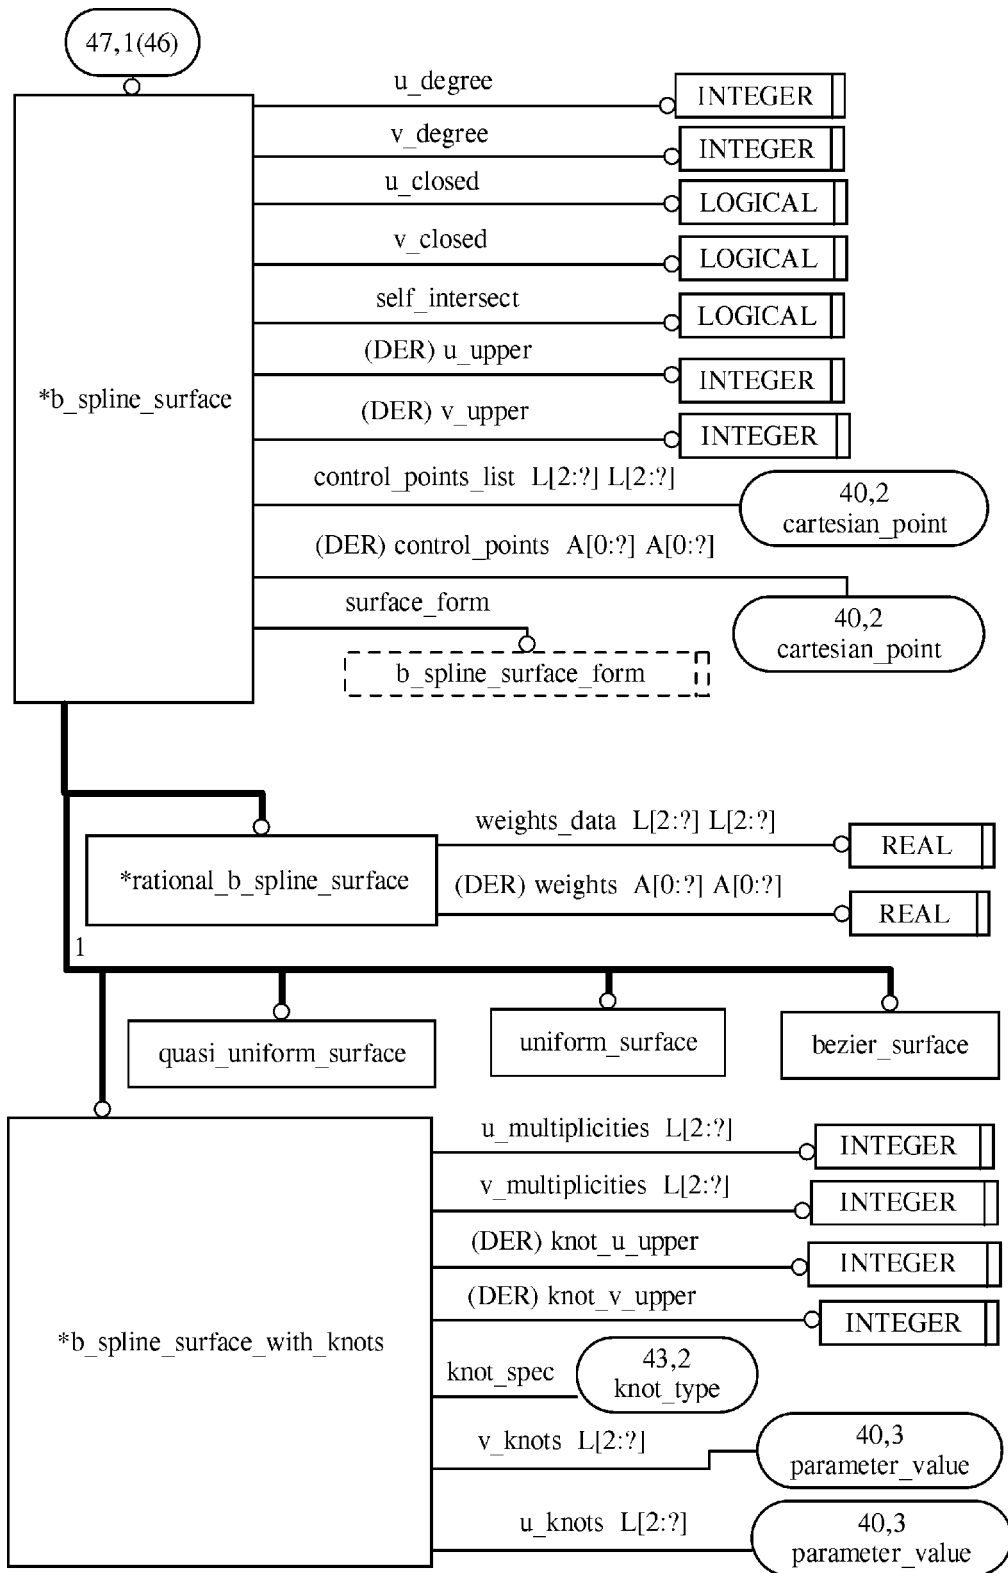 47,1(46)
u_degree
INTEGER
v_degree
INTEGER
u_closed
LOGICAL
v_closed
LOGICAL
self_intersect
LOGICAL
(DER) u_upper
INTEGER
*b_spline_surface
(DER) v_upper
INTEGER
control_points_list L[2:?] L[2:?]
40,2
cartesian_point
(DER) control_points A[0:?] A[0:?]
surface_form
40,2
cartesian_point
b_spline_surface_form
weights_data L[2:?] L[2:?]
REAL
*rational_b_spline_surface
(DER) weights A[0:?] A[0:?]
REAL
1
quasi_uniform_surface
uniform_surface
bezier_surface
u_multiplicities L[2:?]
INTEGER
v_multiplicities L[2:?]
INTEGER
(DER) knot_u_upper
INTEGER
(DER) knot_v_upper
INTEGER
*b_spline_surface_with_knots
knot_spec
43,2
knot_type
v_knots L[2:?]
40,3
parameter_value
u_knots L[2:?]
40,3
parameter_value